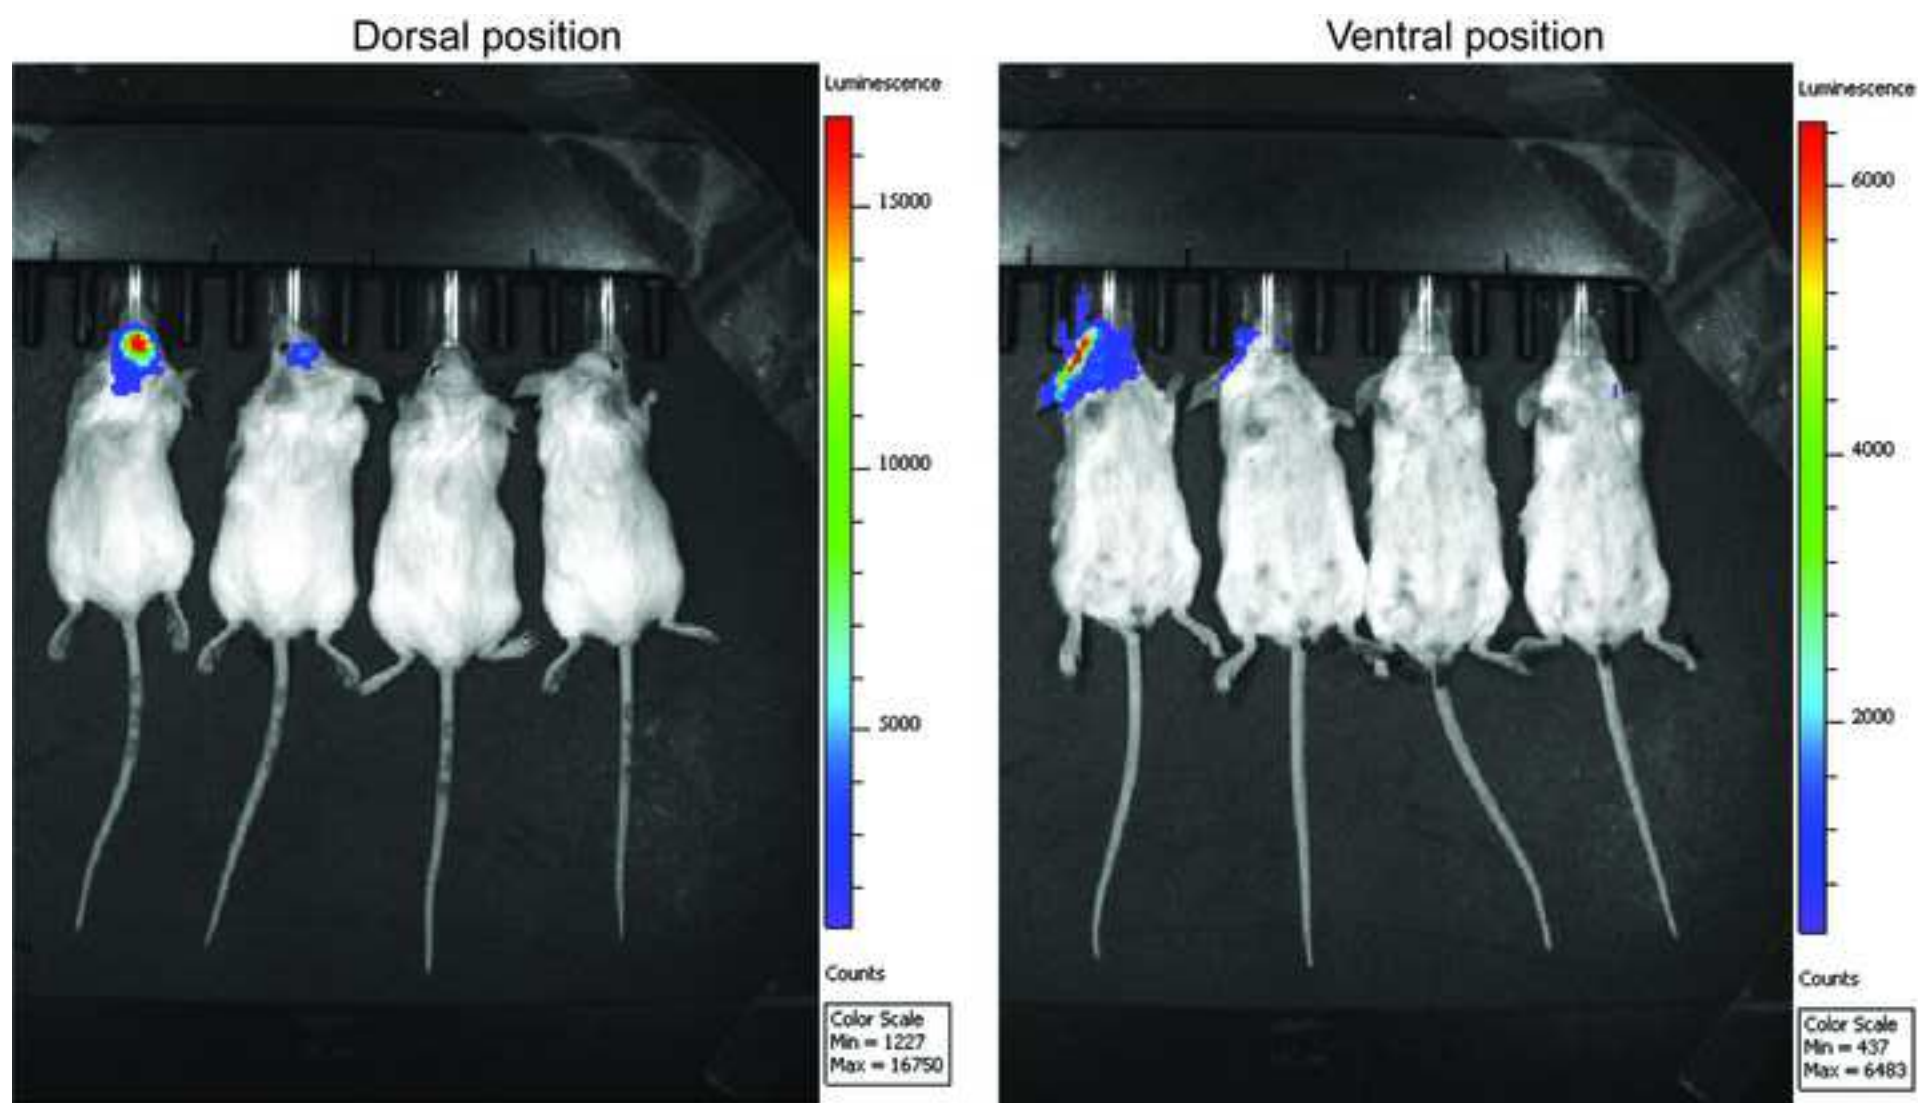 Dorsal position
Luminescence
15000
10000
5000
Counts
Color Scale
Min = 1227
Max = 16750
Ventral position
Luminescence
6000
4000
2000
Counts
Color Scale
Min = 437
Max = 6483